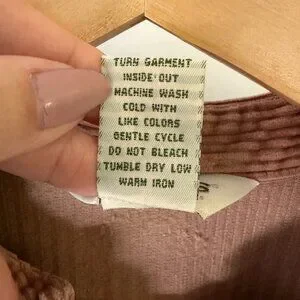 TURN GARMENT
INSIDE OUT
MACHINE WASH
COLD WITH
LIKE COLORS
GENTLE CYCLE
DO NOT BLEACH
TUMBLE DRY LOW
WARM IRON